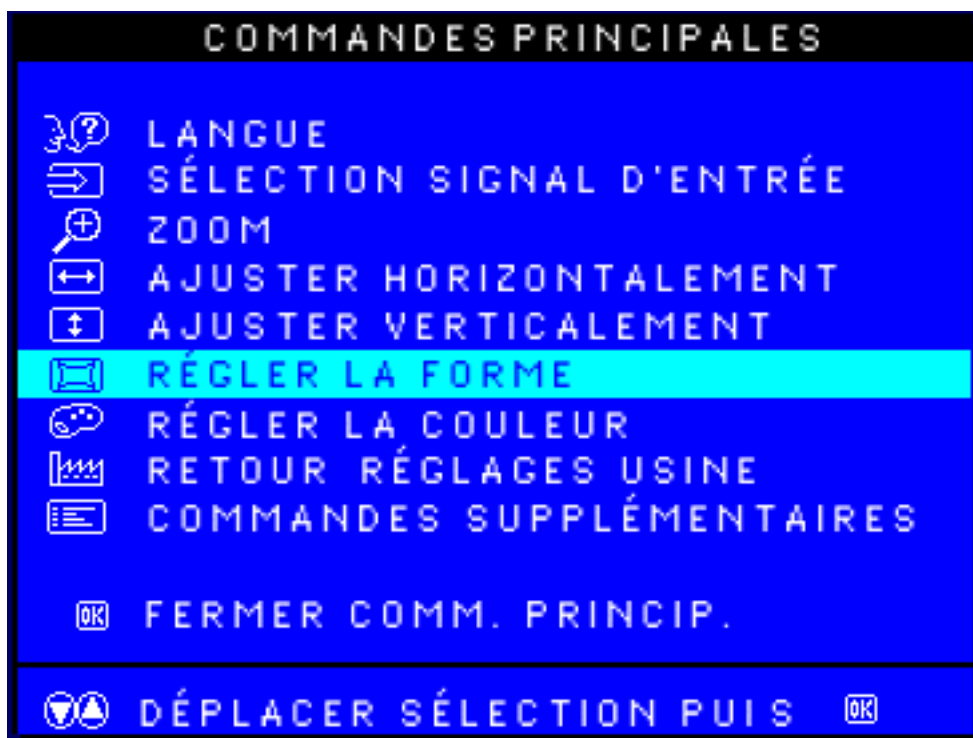 COMMANDES PRINCIPALES
LANGUE
SÉLECTION SIGNAL D'ENTRÉE
ZOOM
AJUSTER HORIZONTALEMENT
AJUSTER VERTICALEMENT
RÉGLER LA FORME
RÉGLER LA COULEUR
RETOUR RÉGLAGES USINE
COMMANDES SUPPLÉMENTAIRES
OK FERMER COMM. PRINCIP.
DÉPLACER SÉLECTION PUIS OK